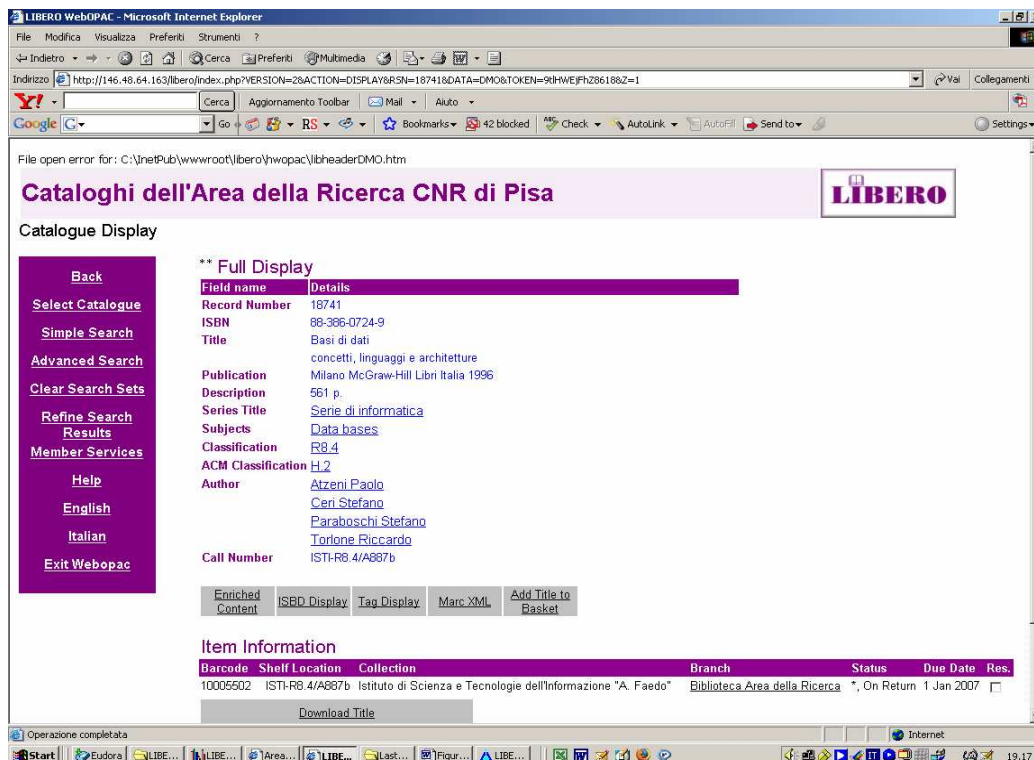 LIBERO WebOPAC - Microsoft Internet Explorer
File Modifica Visualizza Preferiti Strumenti ?
Indietro Cerca Preferiti Multimedia
Indirizzo http://146.48.64.163/libero/index.php?VERSION=2&ACTION=DISPLAY&RSN=18741&DATA=DMO&TOKEN=9tlHWEjFhZ8618&Z=1 Vai Collegamenti
Y! Cerca Aggiornamento Toolbar Mail Aiuto
Google G Go RS Bookmarks 42 blocked Check AutoLink AutoFill Send to Settings
File open error for: C:\InetPub\wwwroot\libero\hwopac\libheaderDMO.htm
Cataloghi dell'Area della Ricerca CNR di Pisa LIBERO
Catalogue Display
Back
Select Catalogue
Simple Search
Advanced Search
Clear Search Sets
Refine Search
Results
Member Services
Help
English
Italian
Exit Webopac
** Full Display
Field name Details
Record Number 18741
ISBN 88-386-0724-9
Title Basi di dati
concetti, linguaggi e architetture
Publication Milano McGraw-Hill Libri Italia 1996
Description 561 p.
Series Title Serie di informatica
Subjects Data bases
Classification R8.4
ACM Classification H.2
Author Atzeni Paolo
Ceri Stefano
Paraboschi Stefano
Torlone Riccardo
Call Number ISTI-R8.4/A887b
Enriched Content ISBD Display Tag Display Marc XML Add Title to Basket
Item Information
Barcode Shelf Location Collection Branch Status Due Date Res.
10005502 ISTI-R8.4/A887b Istituto di Scienza e Tecnologie dell'Informazione "A. Faedo" Biblioteca Area della Ricerca *, On Return 1 Jan 2007
Download Title
Operazione completata Internet
Start Eudora LIBE... LIBE... Area... LIBE... Last... Figur... LIBE... IT 19.17